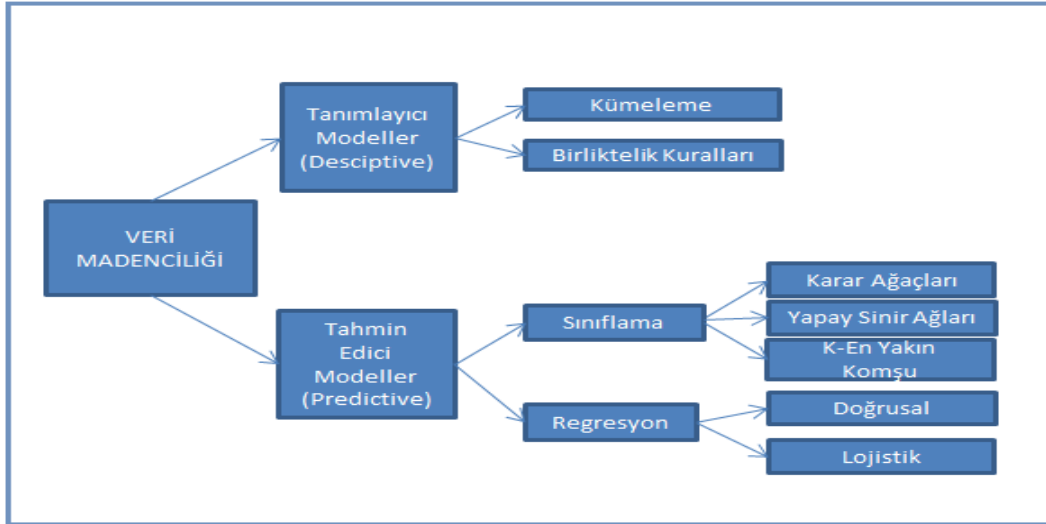 VERİ
MADENCİLİĞİ
Tanımlayıcı
Modeller
(Desciptive)
Kümeleme
Birliktelik Kuralları
Tahmin
Edici
Modeller
(Predictive)
Sınıflama
Karar Ağaçları
Yapay Sinir Ağları
K-En Yakın
Komşu
Regresyon
Doğrusal
Lojistik